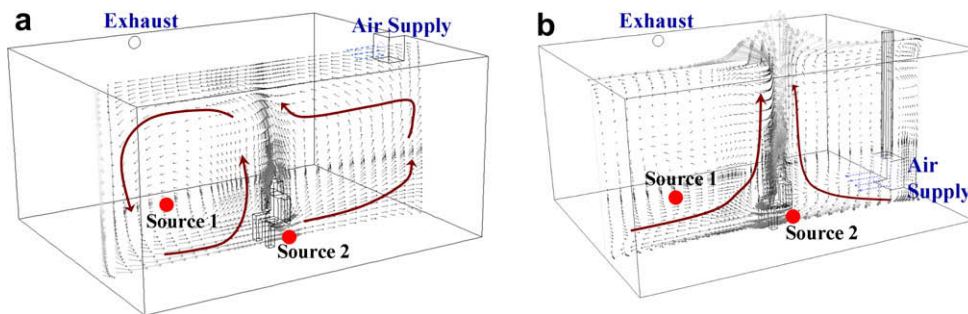 a
Exhaust
Air Supply
Source 1
Source 2
b
Exhaust
Source 1
Air
Supply
Source 2